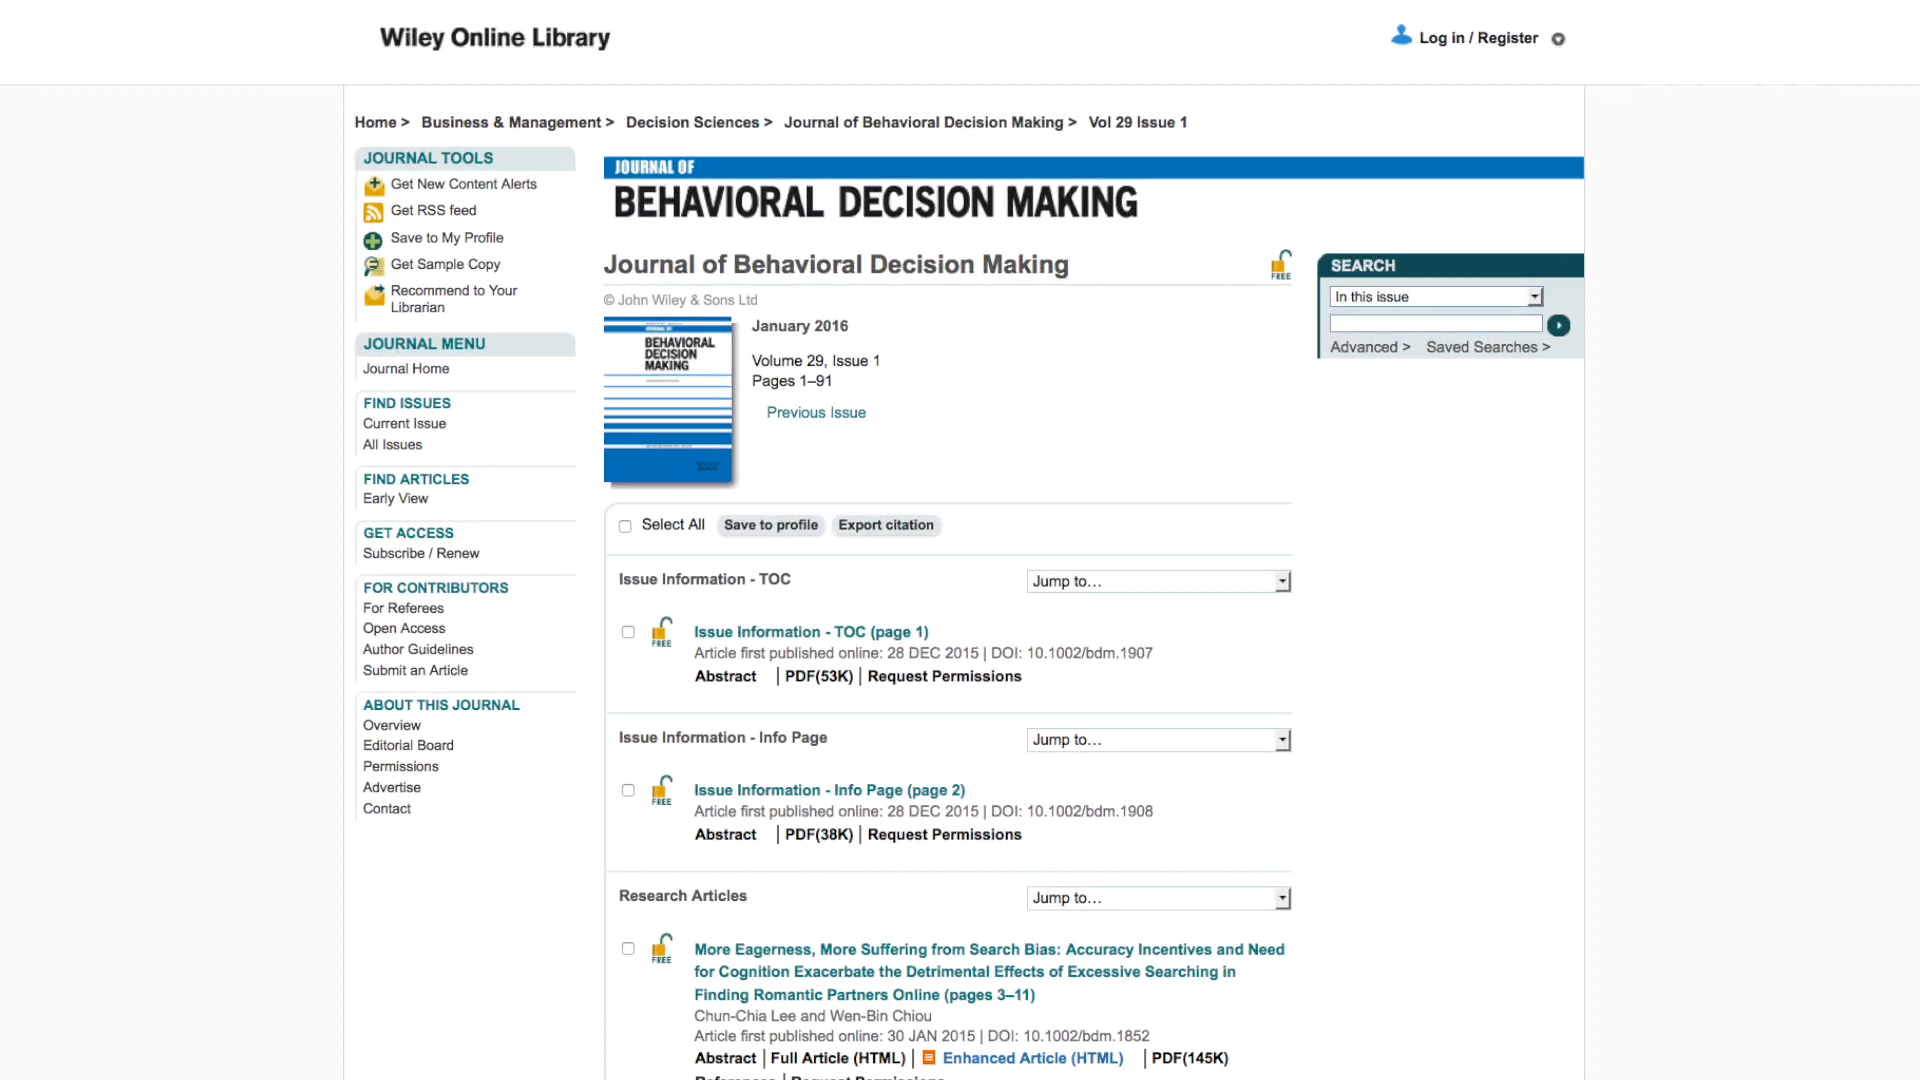 Wiley Online Library
Log in / Register
Home > Business & Management > Decision Sciences > Journal of Behavioral Decision Making > Vol 29 Issue 1
JOURNAL TOOLS
Get New Content Alerts
Get RSS feed
Save to My Profile
Get Sample Copy
Recommend to Your
Librarian
JOURNAL MENU
Journal Home
FIND ISSUES
Current Issue
All Issues
FIND ARTICLES
Early View
GET ACCESS
Subscribe / Renew
FOR CONTRIBUTORS
For Referees
Open Access
Author Guidelines
Submit an Article
ABOUT THIS JOURNAL
Overview
Editorial Board
Permissions
Advertise
Contact
JOURNAL OF
BEHAVIORAL DECISION MAKING
Journal of Behavioral Decision Making
FREE
© John Wiley & Sons Ltd
BEHAVIORAL
DECISION
MAKING
January 2016
Volume 29, Issue 1
Pages 1–91
Previous Issue
Select All Save to profile Export citation
Issue Information - TOC
Jump to...
FREE
Issue Information - TOC (page 1)
Article first published online: 28 DEC 2015 | DOI: 10.1002/bdm.1907
Abstract | PDF(53K) | Request Permissions
Issue Information - Info Page
Jump to...
FREE
Issue Information - Info Page (page 2)
Article first published online: 28 DEC 2015 | DOI: 10.1002/bdm.1908
Abstract | PDF(38K) | Request Permissions
Research Articles
Jump to...
FREE
More Eagerness, More Suffering from Search Bias: Accuracy Incentives and Need
for Cognition Exacerbate the Detrimental Effects of Excessive Searching in
Finding Romantic Partners Online (pages 3–11)
Chun-Chia Lee and Wen-Bin Chiou
Article first published online: 30 JAN 2015 | DOI: 10.1002/bdm.1852
Abstract | Full Article (HTML) | Enhanced Article (HTML) | PDF(145K)
References | Request Permissions
SEARCH
In this issue
Advanced > Saved Searches >